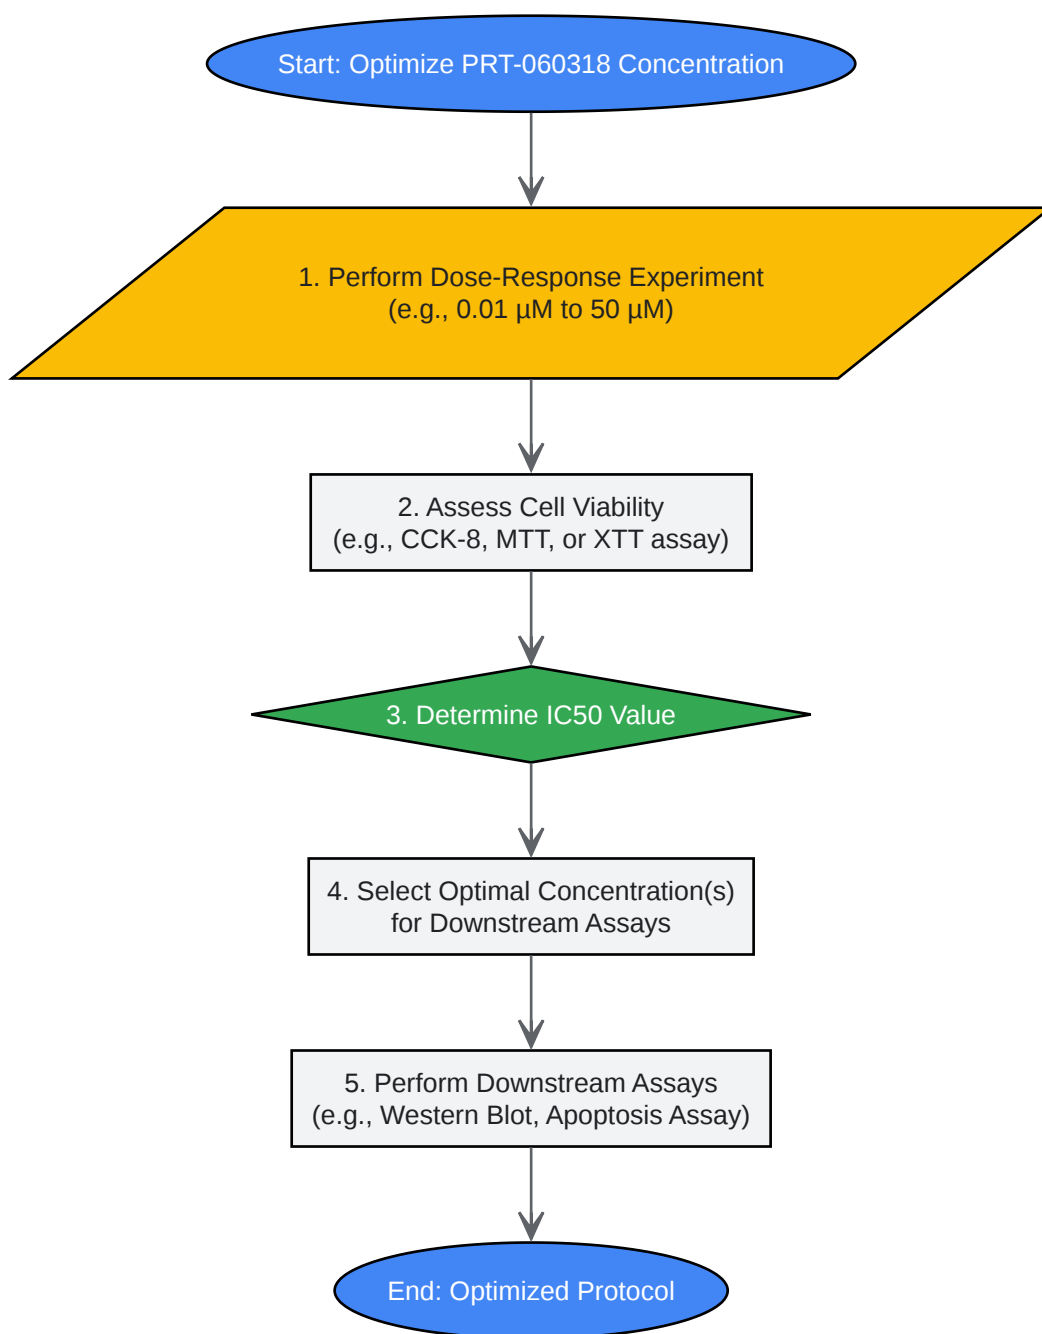 Start: Optimize PRT-060318 Concentration
1. Perform Dose-Response Experiment
(e.g., 0.01 µM to 50 µM)
2. Assess Cell Viability
(e.g., CCK-8, MTT, or XTT assay)
3. Determine IC50 Value
4. Select Optimal Concentration(s)
for Downstream Assays
5. Perform Downstream Assays
(e.g., Western Blot, Apoptosis Assay)
End: Optimized Protocol